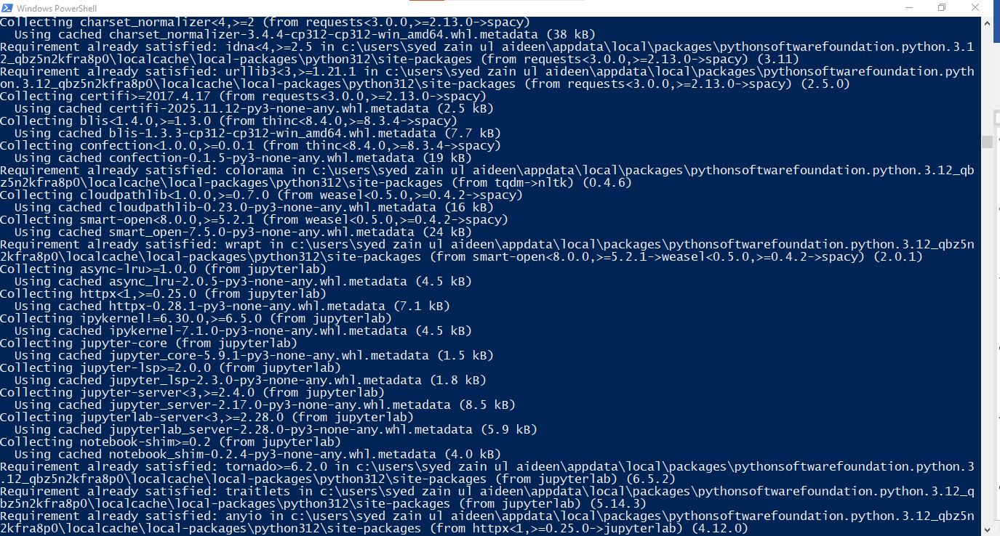 Windows PowerShell
Collecting charset_normalizer<4,>=2 (from requests<3.0.0,>=2.13.0->spacy)
  Using cached charset_normalizer-3.4.4-cp312-cp312-win_amd64.whl.metadata (38 kB)
Requirement already satisfied: idna<4,>=2.5 in c:\users\syed zain ul aideen\appdata\local\packages\pythonsoftwarefoundation.python.3.1
2_qbz5n2kfra8p0\localcache\local-packages\python312\site-packages (from requests<3.0.0,>=2.13.0->spacy) (3.11)
Requirement already satisfied: urllib3<3,>=1.21.1 in c:\users\syed zain ul aideen\appdata\local\packages\pythonsoftwarefoundation.pyth
on.3.12_qbz5n2kfra8p0\localcache\local-packages\python312\site-packages (from requests<3.0.0,>=2.13.0->spacy) (2.5.0)
Collecting certifi>=2017.4.17 (from requests<3.0.0,>=2.13.0->spacy)
  Using cached certifi-2025.11.12-py3-none-any.whl.metadata (2.5 kB)
Collecting blis<1.4.0,>=1.3.0 (from thinc<8.4.0,>=8.3.4->spacy)
  Using cached blis-1.3.3-cp312-cp312-win_amd64.whl.metadata (7.7 kB)
Collecting confection<1.0.0,>=0.0.1 (from thinc<8.4.0,>=8.3.4->spacy)
  Using cached confection-0.1.5-py3-none-any.whl.metadata (19 kB)
Requirement already satisfied: colorama in c:\users\syed zain ul aideen\appdata\local\packages\pythonsoftwarefoundation.python.3.12_qb
z5n2kfra8p0\localcache\local-packages\python312\site-packages (from tqdm->nltk) (0.4.6)
Collecting cloudpathlib<1.0.0,>=0.7.0 (from weasel<0.5.0,>=0.4.2->spacy)
  Using cached cloudpathlib-0.23.0-py3-none-any.whl.metadata (16 kB)
Collecting smart-open<8.0.0,>=5.2.1 (from weasel<0.5.0,>=0.4.2->spacy)
  Using cached smart_open-7.5.0-py3-none-any.whl.metadata (24 kB)
Requirement already satisfied: wrapt in c:\users\syed zain ul aideen\appdata\local\packages\pythonsoftwarefoundation.python.3.12_qbz5n
2kfra8p0\localcache\local-packages\python312\site-packages (from smart-open<8.0.0,>=5.2.1->weasel<0.5.0,>=0.4.2->spacy) (2.0.1)
Collecting async-lru>=1.0.0 (from jupyterlab)
  Using cached async_lru-2.0.5-py3-none-any.whl.metadata (4.5 kB)
Collecting httpx<1,>=0.25.0 (from jupyterlab)
  Using cached httpx-0.28.1-py3-none-any.whl.metadata (7.1 kB)
Collecting ipykernel!=6.30.0,>=6.5.0 (from jupyterlab)
  Using cached ipykernel-7.1.0-py3-none-any.whl.metadata (4.5 kB)
Collecting jupyter-core (from jupyterlab)
  Using cached jupyter_core-5.9.1-py3-none-any.whl.metadata (1.5 kB)
Collecting jupyter-lsp>=2.0.0 (from jupyterlab)
  Using cached jupyter_lsp-2.3.0-py3-none-any.whl.metadata (1.8 kB)
Collecting jupyter-server<3,>=2.4.0 (from jupyterlab)
  Using cached jupyter_server-2.17.0-py3-none-any.whl.metadata (8.5 kB)
Collecting jupyterlab-server<3,>=2.28.0 (from jupyterlab)
  Using cached jupyterlab_server-2.28.0-py3-none-any.whl.metadata (5.9 kB)
Collecting notebook-shim>=0.2 (from jupyterlab)
  Using cached notebook_shim-0.2.4-py3-none-any.whl.metadata (4.0 kB)
Requirement already satisfied: tornado>=6.2.0 in c:\users\syed zain ul aideen\appdata\local\packages\pythonsoftwarefoundation.python.3
.12_qbz5n2kfra8p0\localcache\local-packages\python312\site-packages (from jupyterlab) (6.5.2)
Requirement already satisfied: traitlets in c:\users\syed zain ul aideen\appdata\local\packages\pythonsoftwarefoundation.python.3.12_q
bz5n2kfra8p0\localcache\local-packages\python312\site-packages (from jupyterlab) (5.14.3)
Requirement already satisfied: anyio in c:\users\syed zain ul aideen\appdata\local\packages\pythonsoftwarefoundation.python.3.12_qbz5n
2kfra8p0\localcache\local-packages\python312\site-packages (from httpx<1,>=0.25.0->jupyterlab) (4.12.0)